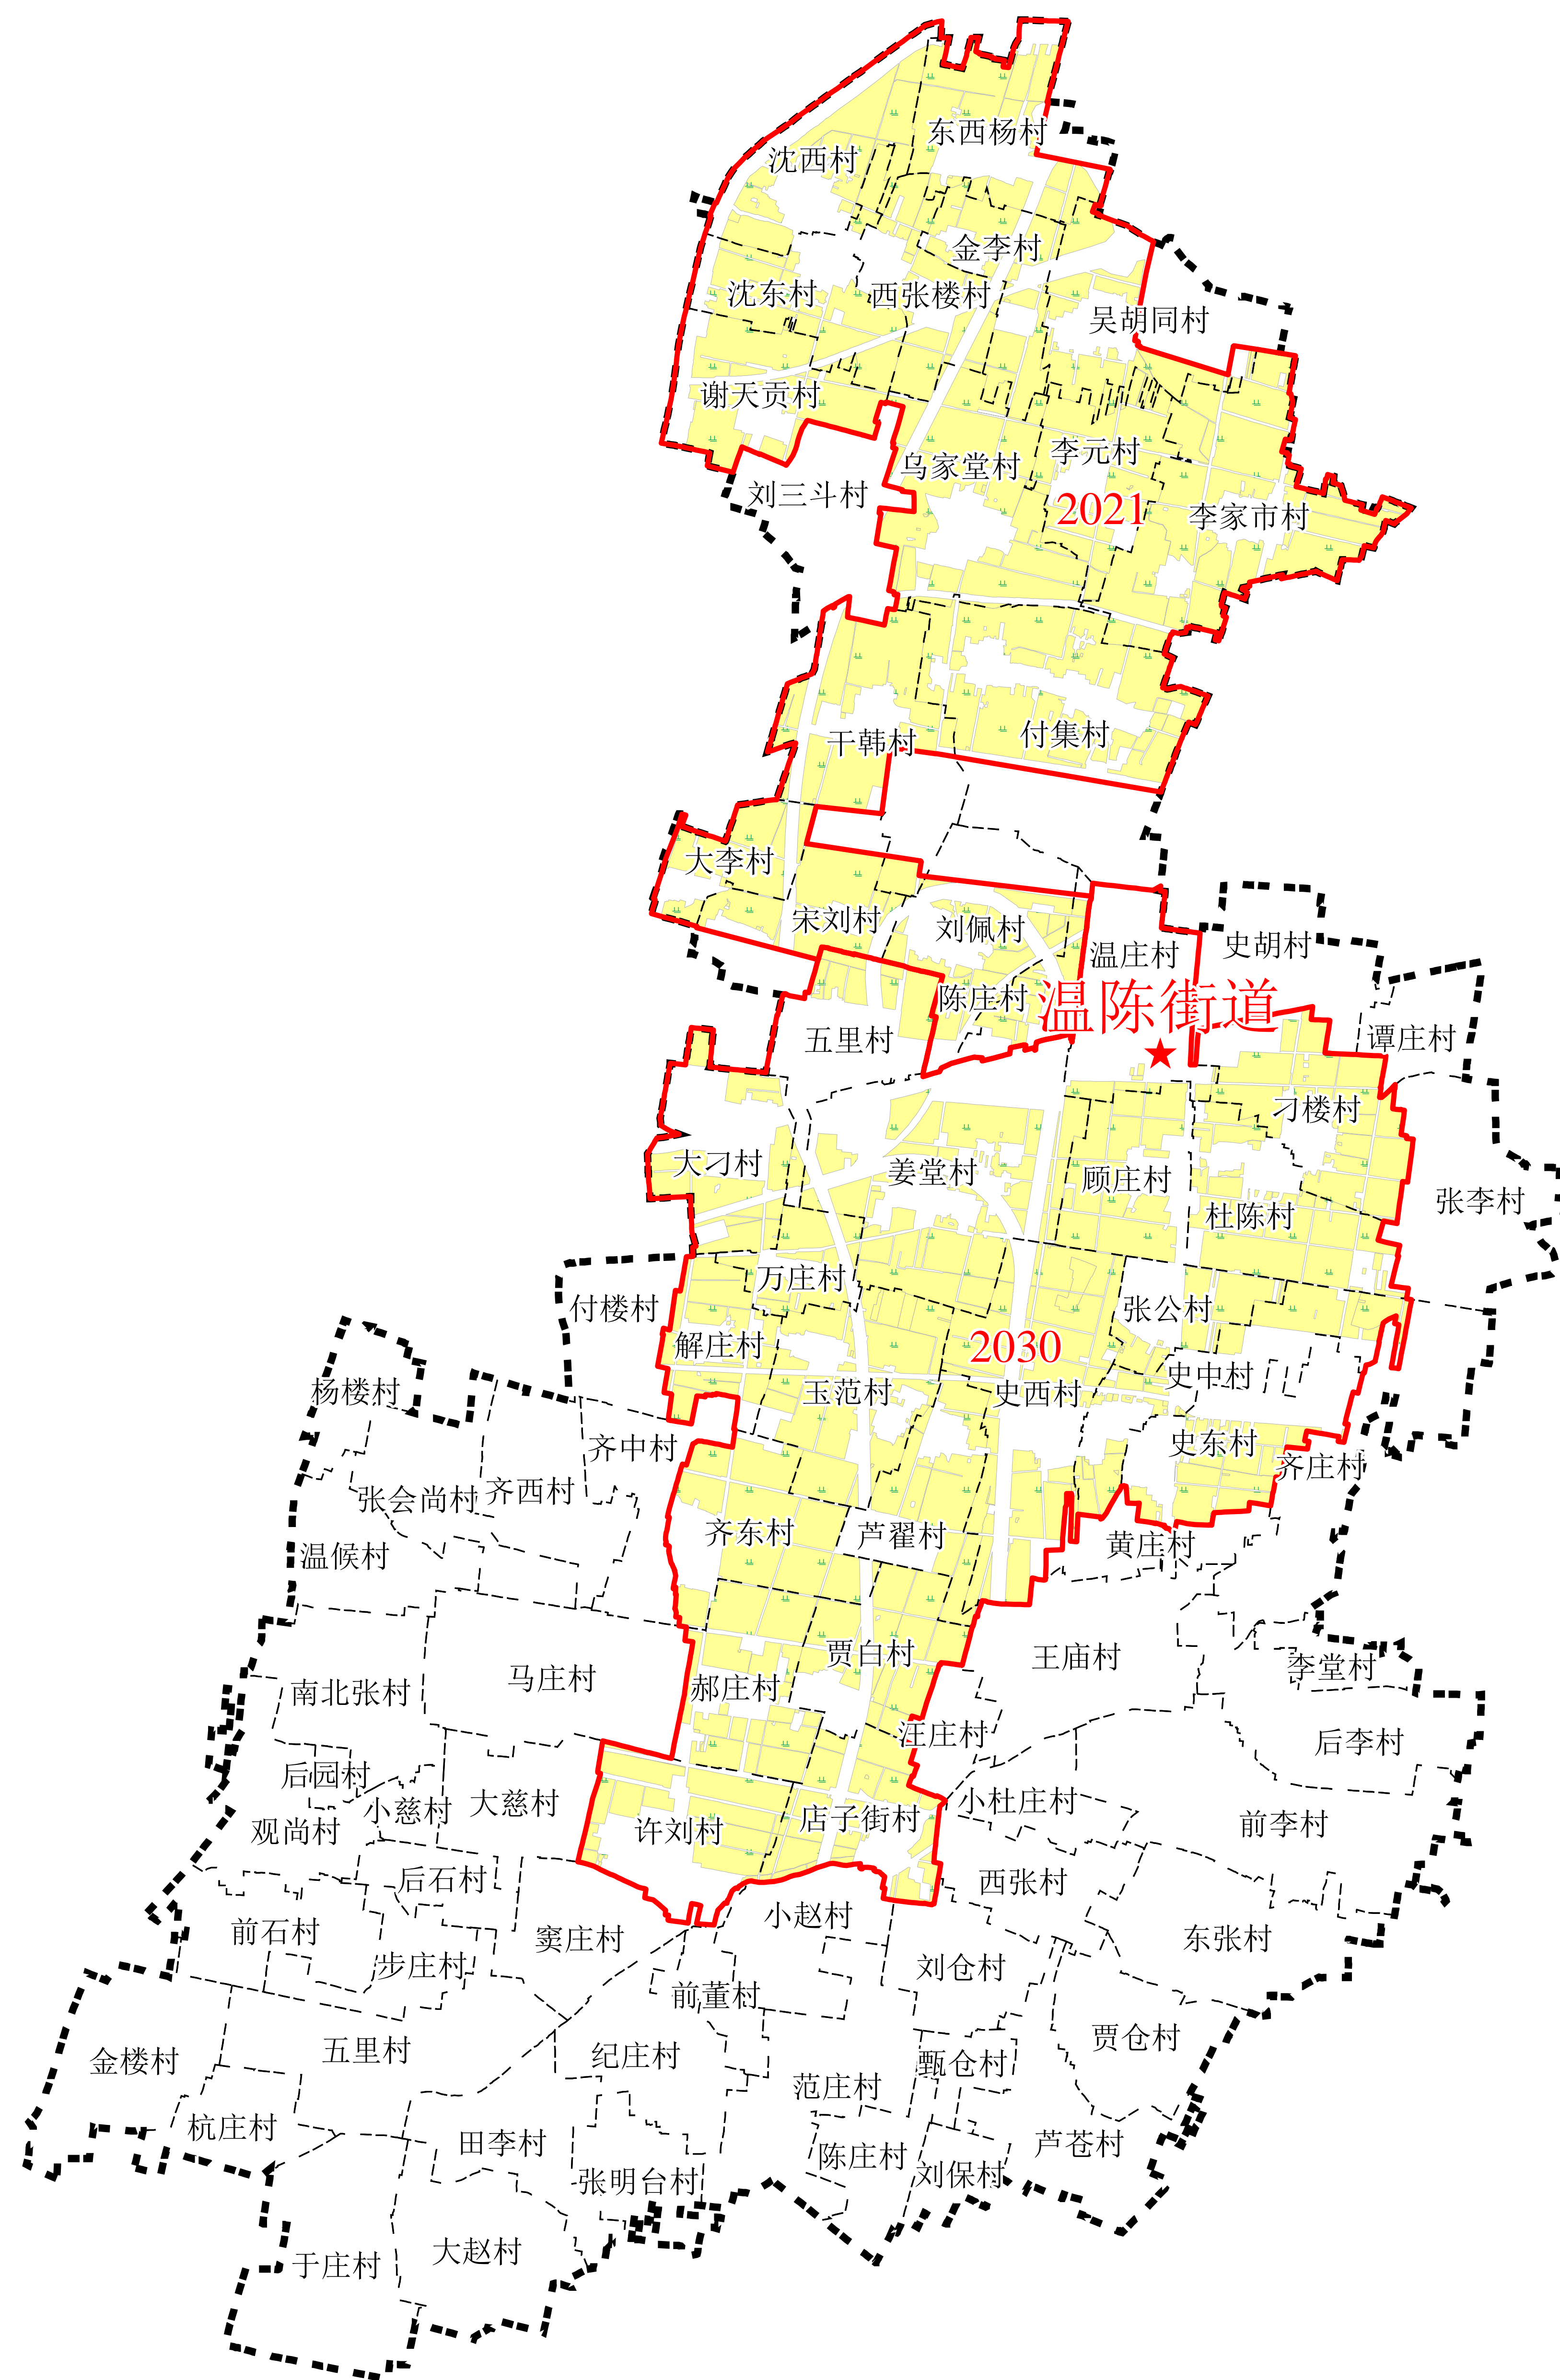 东西杨村
沈西村
金李村
沈东村
西张楼村
吴胡同村
谢天贡村
李元村
乌家堂村
刘三斗村
2021
李家市村
付集村
干韩村
大李村
宋刘村
刘佩村
史胡村
温庄村
陈庄村
温陈街道
五里村
谭庄村
刁楼村
大刁村
姜堂村
顾庄村
张李村
杜陈村
万庄村
付楼村
张公村
解庄村
2030
史中村
杨楼村
玉范村
史西村
齐中村
史东村
齐庄村
齐西村
张会尚村
齐东村
芦翟村
黄庄村
温候村
贾白村
王庙村
李堂村
马庄村
郝庄村
南北张村
汪庄村
后李村
后园村
小慈村
大慈村
小杜庄村
店子街村
前李村
观尚村
许刘村
后石村
西张村
小赵村
前石村
窦庄村
东张村
步庄村
刘仓村
前董村
贾仓村
五里村
纪庄村
金楼村
甄仓村
范庄村
杭庄村
田李村
陈庄村
芦苍村
刘保村
张明台村
大赵村
于庄村